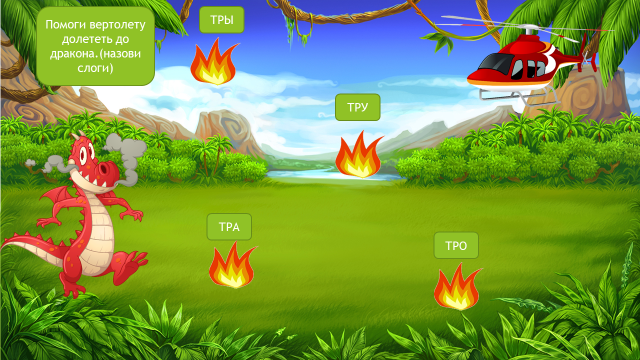 Помоги вертолету
долететь до
дракона.(назови
слоги)
ТРЫ
ТРУ
ТРА
ТРО